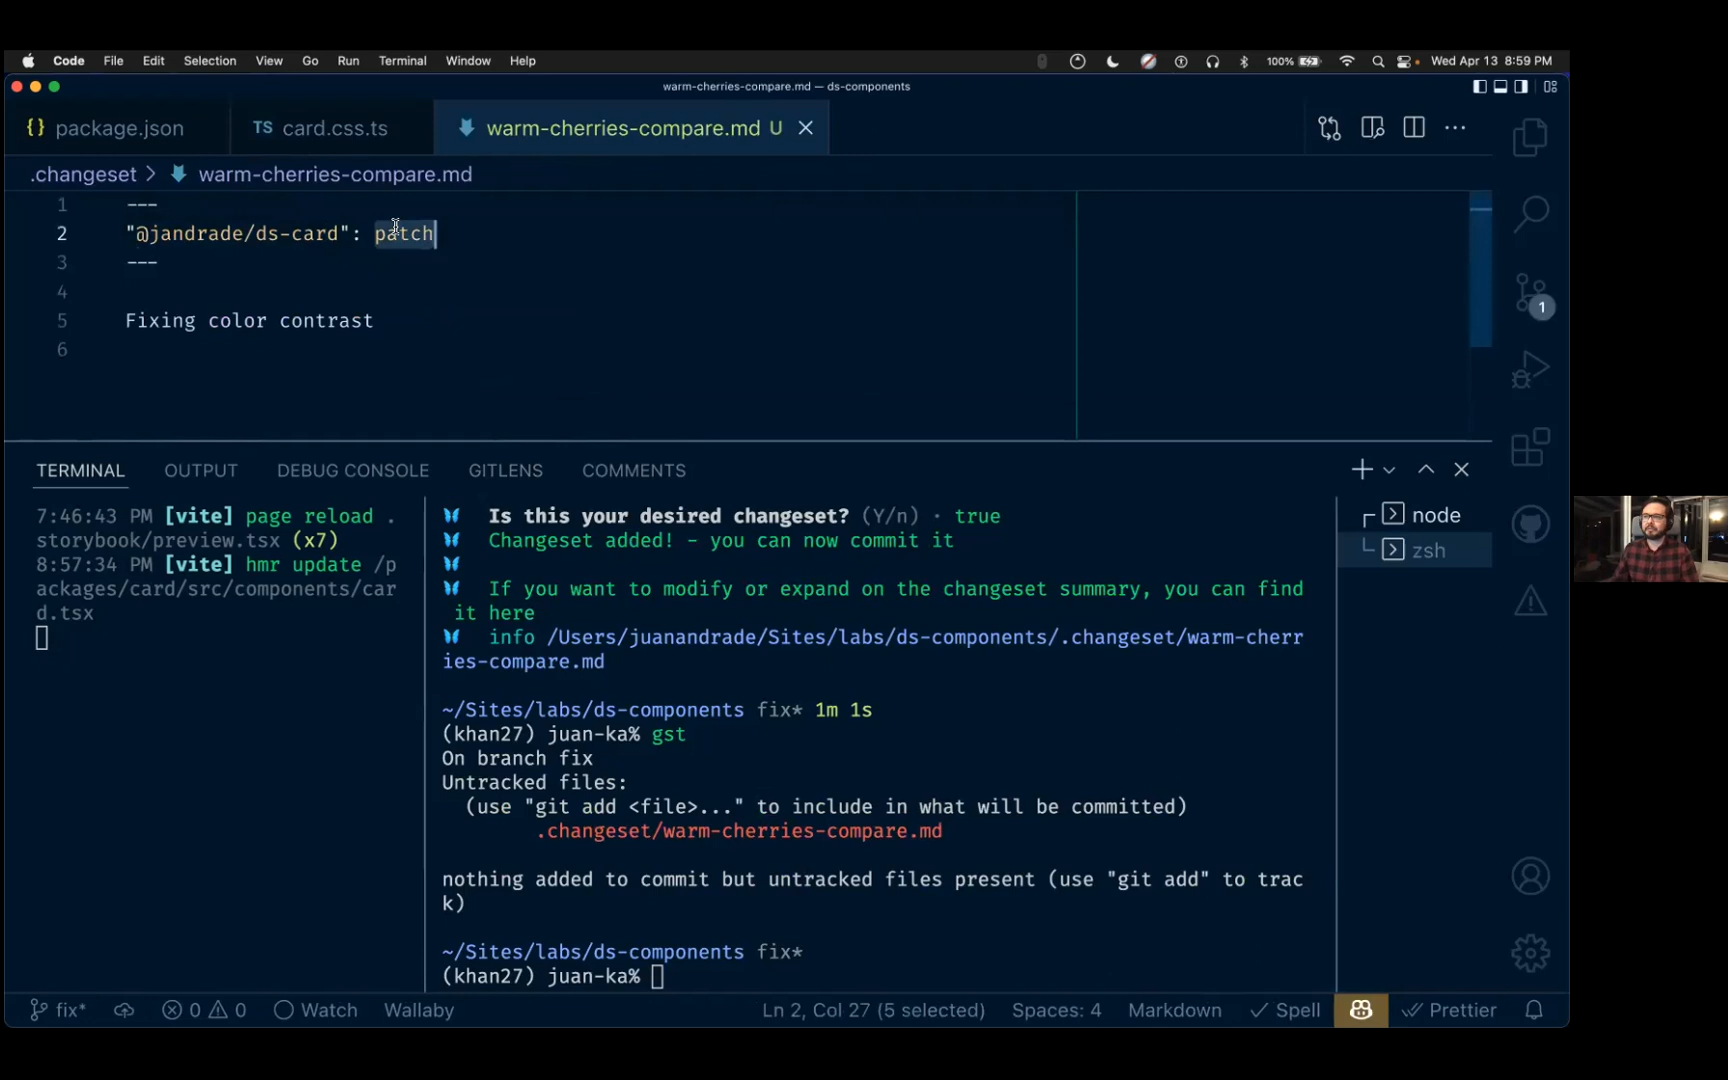 Code File Edit Selection View Go Run Terminal Window Help 100% Wed Apr 13 8:59 PM
warm-cherries-compare.md — ds-components
{} package.json TS card.css.ts warm-cherries-compare.md U
.changeset > warm-cherries-compare.md
1 ---
2 "@jandrade/ds-card": patch
3 ---
4
5 Fixing color contrast
6
1
TERMINAL OUTPUT DEBUG CONSOLE GITLENS COMMENTS
7:46:43 PM [vite] page reload .
storybook/preview.tsx (x7)
8:57:34 PM [vite] hmr update /p
ackages/card/src/components/car
d.tsx
Is this your desired changeset? (Y/n) · true
Changeset added! - you can now commit it
If you want to modify or expand on the changeset summary, you can find
it here
info /Users/juanandrade/Sites/labs/ds-components/.changeset/warm-cherr
ies-compare.md
~/Sites/labs/ds-components fix* 1m 1s
(khan27) juan-ka% gst
On branch fix
Untracked files:
(use "git add <file>..." to include in what will be committed)
.changeset/warm-cherries-compare.md
nothing added to commit but untracked files present (use "git add" to trac
k)
~/Sites/labs/ds-components fix*
(khan27) juan-ka%
node
zsh
fix* 0 0 Watch Wallaby Ln 2, Col 27 (5 selected) Spaces: 4 Markdown Spell Prettier